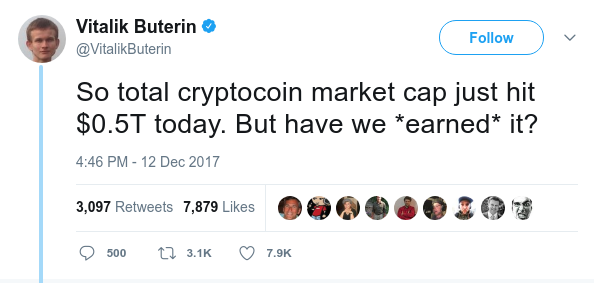 Vitalik Buterin
@VitalikButerin
Follow
So total cryptocoin market cap just hit
$0.5T today. But have we *earned* it?
4:46 PM - 12 Dec 2017
3,097 Retweets 7,879 Likes
500 3.1K 7.9K